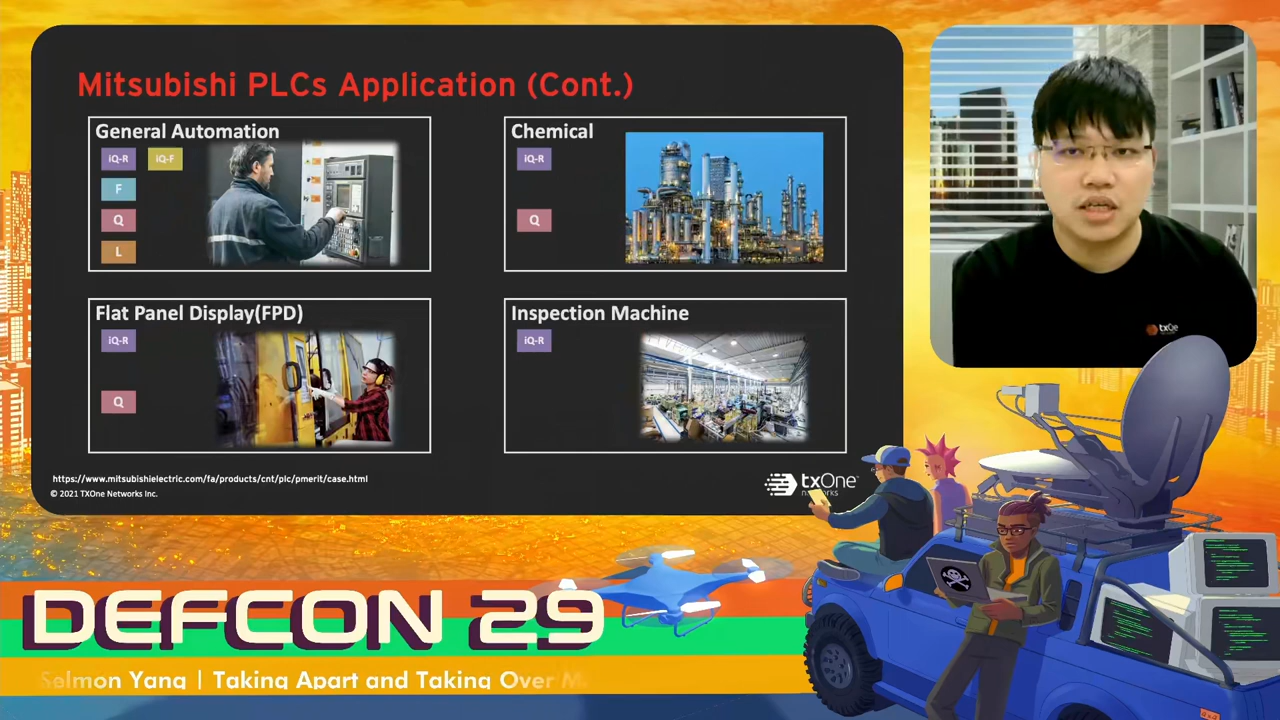 Mitsubishi PLCs Application (Cont.)
General Automation
iQ-R
iQ-F
F
Q
L
Chemical
iQ-R
Q
Flat Panel Display(FPD)
iQ-R
Q
Inspection Machine
iQ-R
https://www.mitsubishielectric.com/fa/products/cnt/plc/pmerit/case.html
© 2021 TXOne Networks Inc.
txOne
networks
txOne
DEFCON 29
Selmon Yang | Taking Apart and Taking Over M